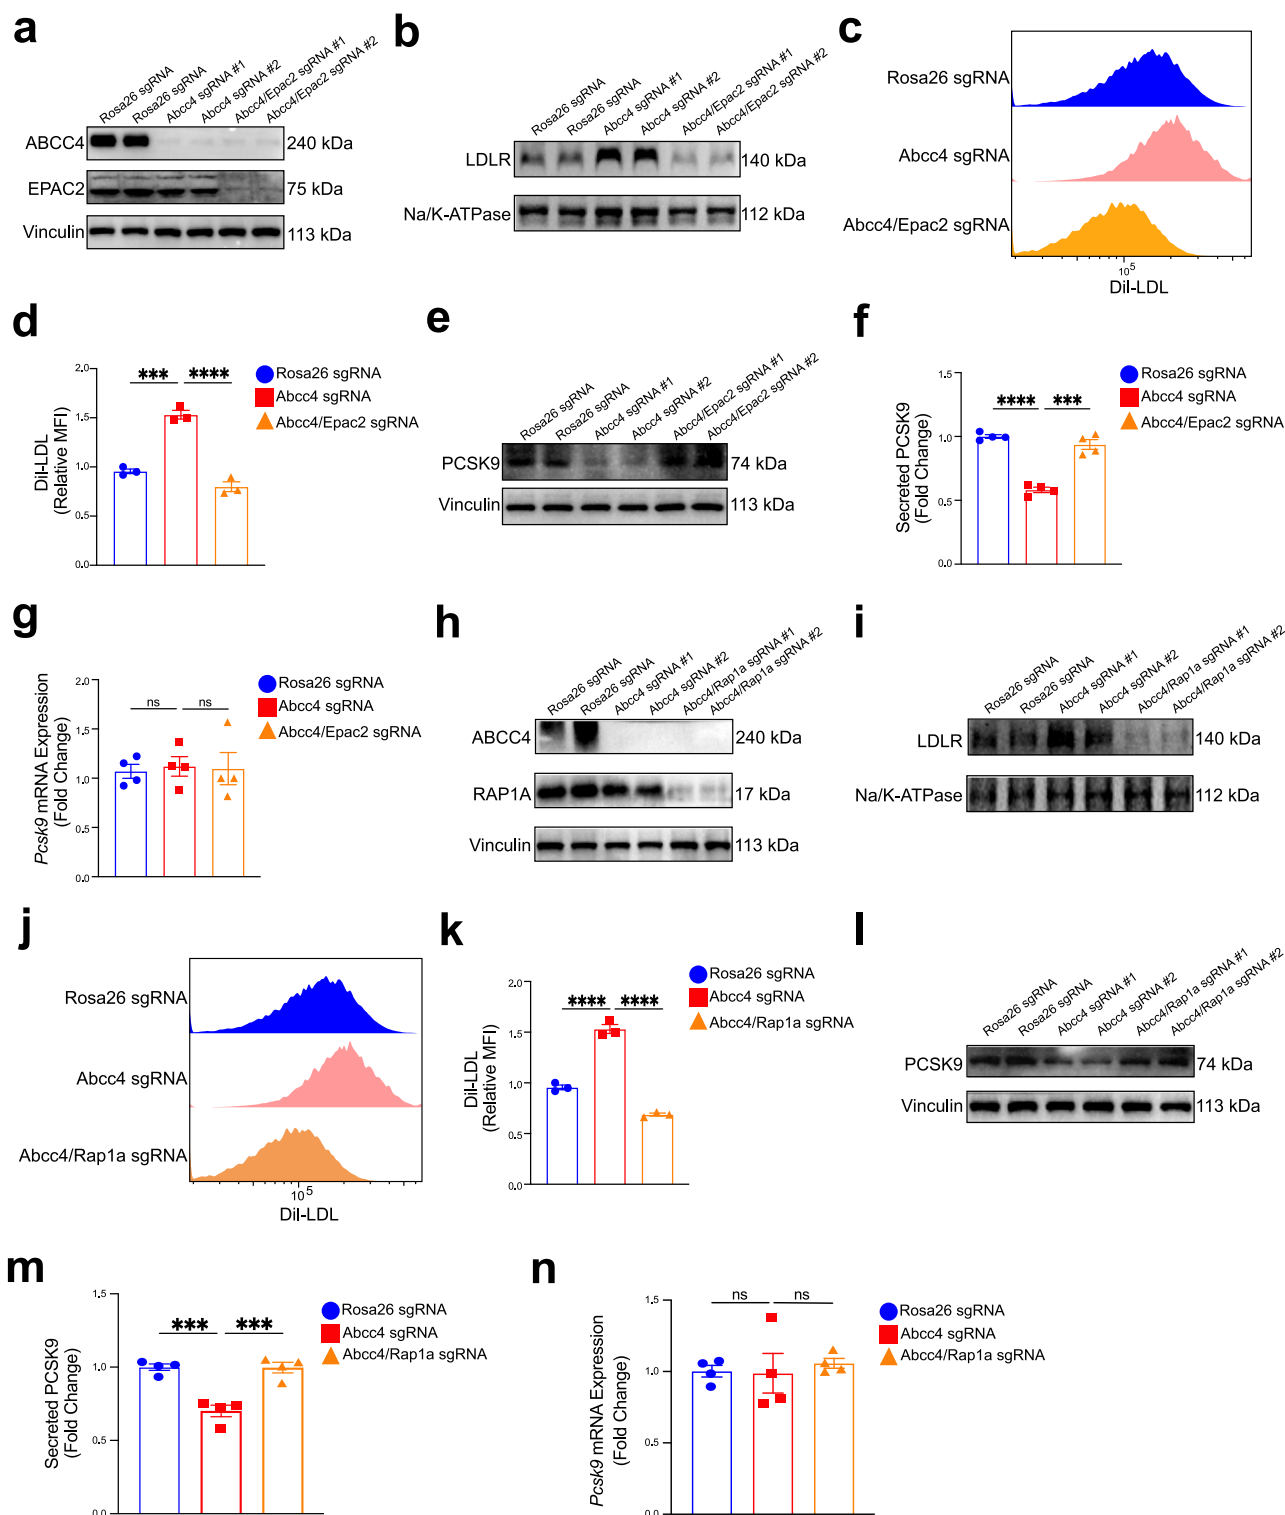 a
Rosa26 sgRNA
Rosa26 sgRNA
Abcc4 sgRNA #1
Abcc4 sgRNA #2
Abcc4/Epac2 sgRNA #1
Abcc4/Epac2 sgRNA #2
ABCC4
240 kDa
EPAC2
75 kDa
Vinculin
113 kDa
b
Rosa26 sgRNA
Rosa26 sgRNA
Abcc4 sgRNA #1
Abcc4 sgRNA #2
Abcc4/Epac2 sgRNA #1
Abcc4/Epac2 sgRNA #2
LDLR
140 kDa
Na/K-ATPase
112 kDa
c
Rosa26 sgRNA
Abcc4 sgRNA
Abcc4/Epac2 sgRNA
10⁵
Dil-LDL
d
Dil-LDL
(Relative MFI)
2.0
1.5
1.0
0.5
0.0
*** ****
Rosa26 sgRNA
Abcc4 sgRNA
Abcc4/Epac2 sgRNA
e
Rosa26 sgRNA
Rosa26 sgRNA
Abcc4 sgRNA #1
Abcc4 sgRNA #2
Abcc4/Epac2 sgRNA #1
Abcc4/Epac2 sgRNA #2
PCSK9
74 kDa
Vinculin
113 kDa
f
Secreted PCSK9
(Fold Change)
1.5
1.0
0.5
0.0
**** ***
Rosa26 sgRNA
Abcc4 sgRNA
Abcc4/Epac2 sgRNA
g
Pcsk9 mRNA Expression
(Fold Change)
2.0
1.5
1.0
0.5
0.0
ns ns
Rosa26 sgRNA
Abcc4 sgRNA
Abcc4/Epac2 sgRNA
h
Rosa26 sgRNA
Rosa26 sgRNA
Abcc4 sgRNA #1
Abcc4 sgRNA #2
Abcc4/Rap1a sgRNA #1
Abcc4/Rap1a sgRNA #2
ABCC4
240 kDa
RAP1A
17 kDa
Vinculin
113 kDa
i
Rosa26 sgRNA
Rosa26 sgRNA
Abcc4 sgRNA #1
Abcc4 sgRNA #2
Abcc4/Rap1a sgRNA #1
Abcc4/Rap1a sgRNA #2
LDLR
140 kDa
Na/K-ATPase
112 kDa
j
Rosa26 sgRNA
Abcc4 sgRNA
Abcc4/Rap1a sgRNA
10⁵
Dil-LDL
k
Dil-LDL
(Relative MFI)
2.0
1.5
1.0
0.5
0.0
**** ****
Rosa26 sgRNA
Abcc4 sgRNA
Abcc4/Rap1a sgRNA
l
Rosa26 sgRNA
Rosa26 sgRNA
Abcc4 sgRNA #1
Abcc4 sgRNA #2
Abcc4/Rap1a sgRNA #1
Abcc4/Rap1a sgRNA #2
PCSK9
74 kDa
Vinculin
113 kDa
m
Secreted PCSK9
(Fold Change)
1.5
1.0
0.5
0.0
*** ***
Rosa26 sgRNA
Abcc4 sgRNA
Abcc4/Rap1a sgRNA
n
Pcsk9 mRNA Expression
(Fold Change)
1.5
1.0
0.5
0.0
ns ns
Rosa26 sgRNA
Abcc4 sgRNA
Abcc4/Rap1a sgRNA